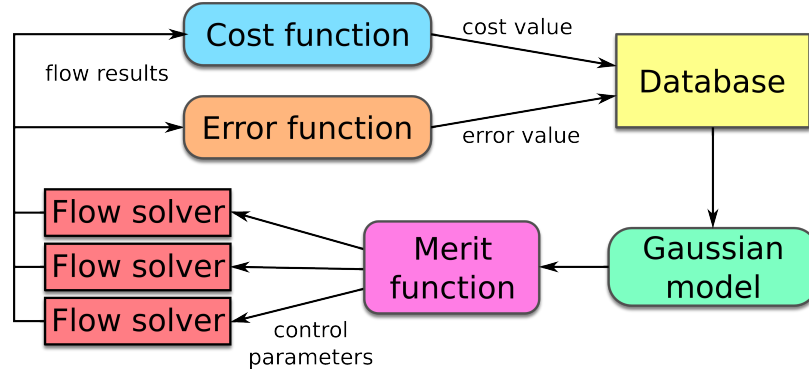 Cost function
cost value
flow results
Database
Error function
error value
Flow solver
Flow solver
Flow solver
Merit
function
Gaussian
model
control
parameters